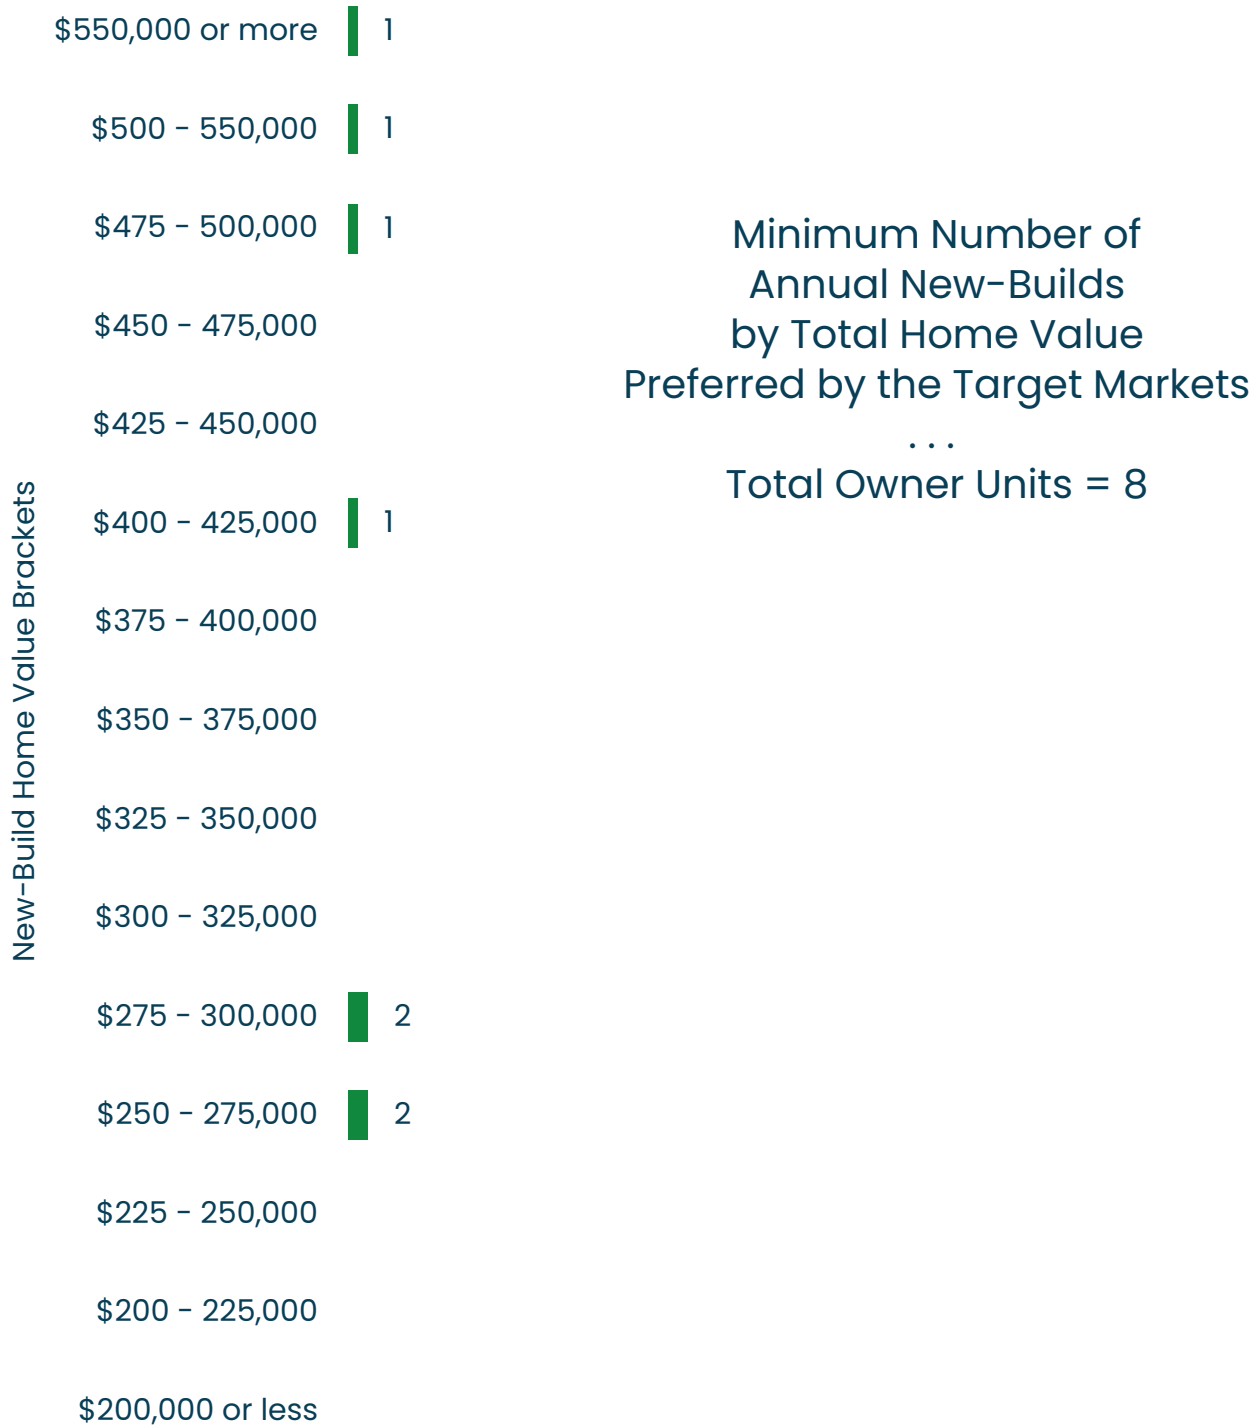 $550,000 or more 1
$500 - 550,000 1
$475 - 500,000 1
$450 - 475,000
$425 - 450,000
$400 - 425,000 1
$375 - 400,000
$350 - 375,000
$325 - 350,000
$300 - 325,000
$275 - 300,000 2
$250 - 275,000 2
$225 - 250,000
$200 - 225,000
$200,000 or less
New-Build Home Value Brackets
Minimum Number of
Annual New-Builds
by Total Home Value
Preferred by the Target Markets
. . .
Total Owner Units = 8